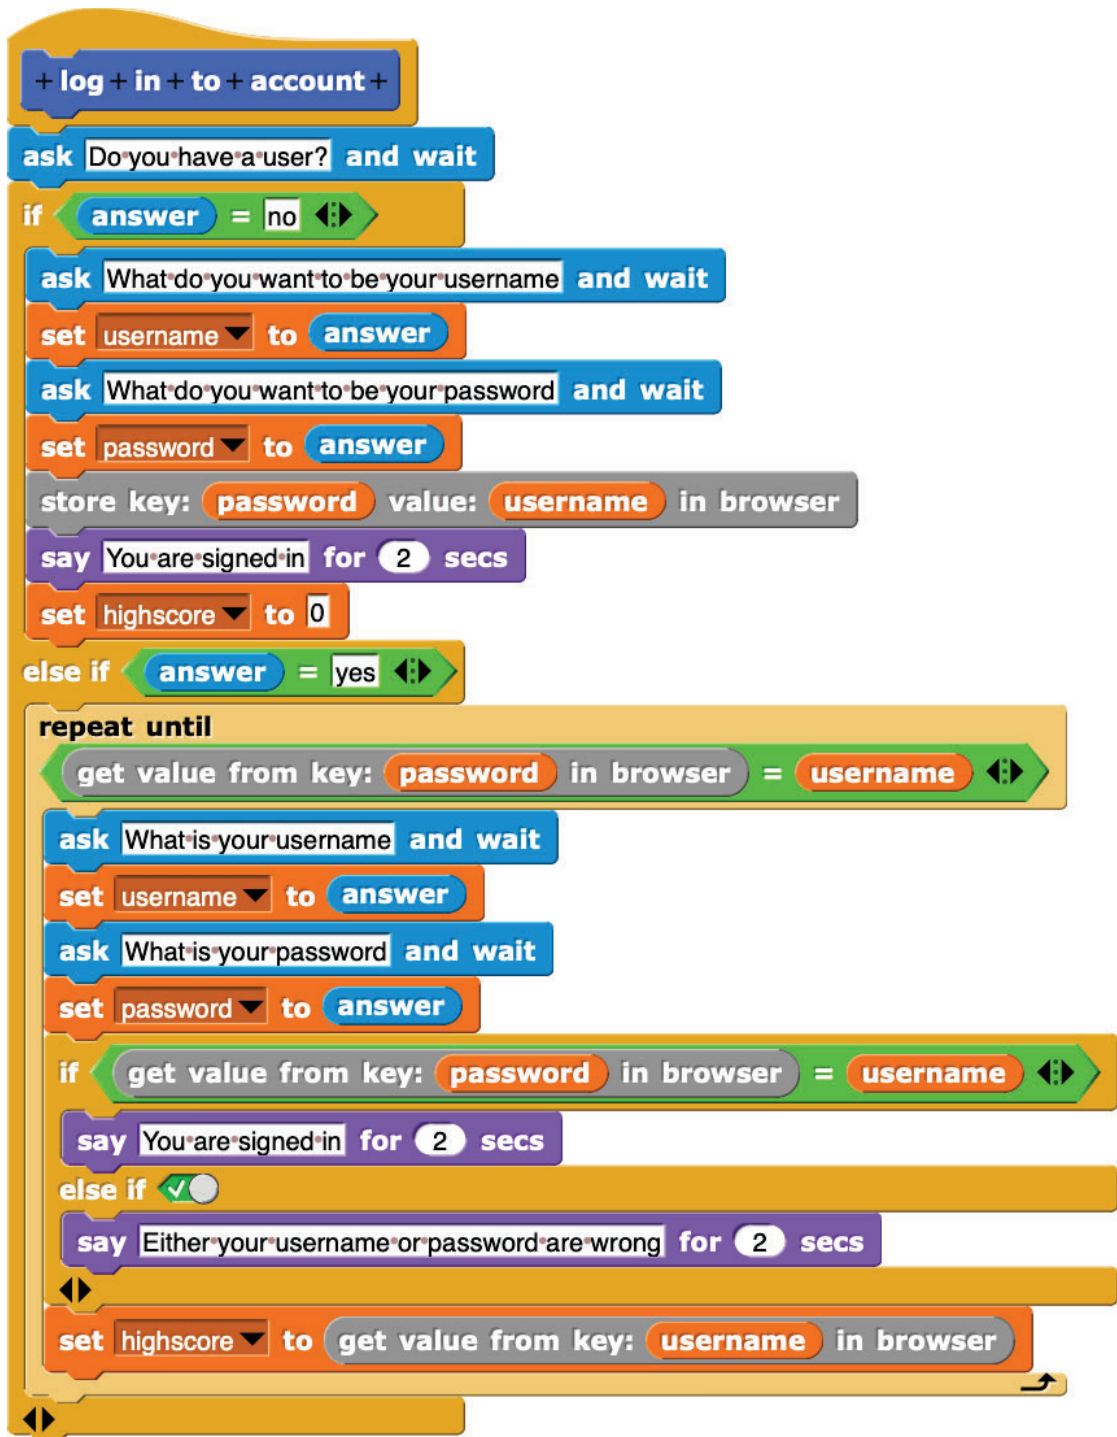 + log + in + to + account +
ask Do you have a user? and wait
if answer = no
ask What do you want to be your username and wait
set username to answer
ask What do you want to be your password and wait
set password to answer
store key: password value: username in browser
say You are signed in for 2 secs
set highscore to 0
else if answer = yes
repeat until
get value from key: password in browser = username
ask What is your username and wait
set username to answer
ask What is your password and wait
set password to answer
if get value from key: password in browser = username
say You are signed in for 2 secs
else if
say Either your username or password are wrong for 2 secs
set highscore to get value from key: username in browser